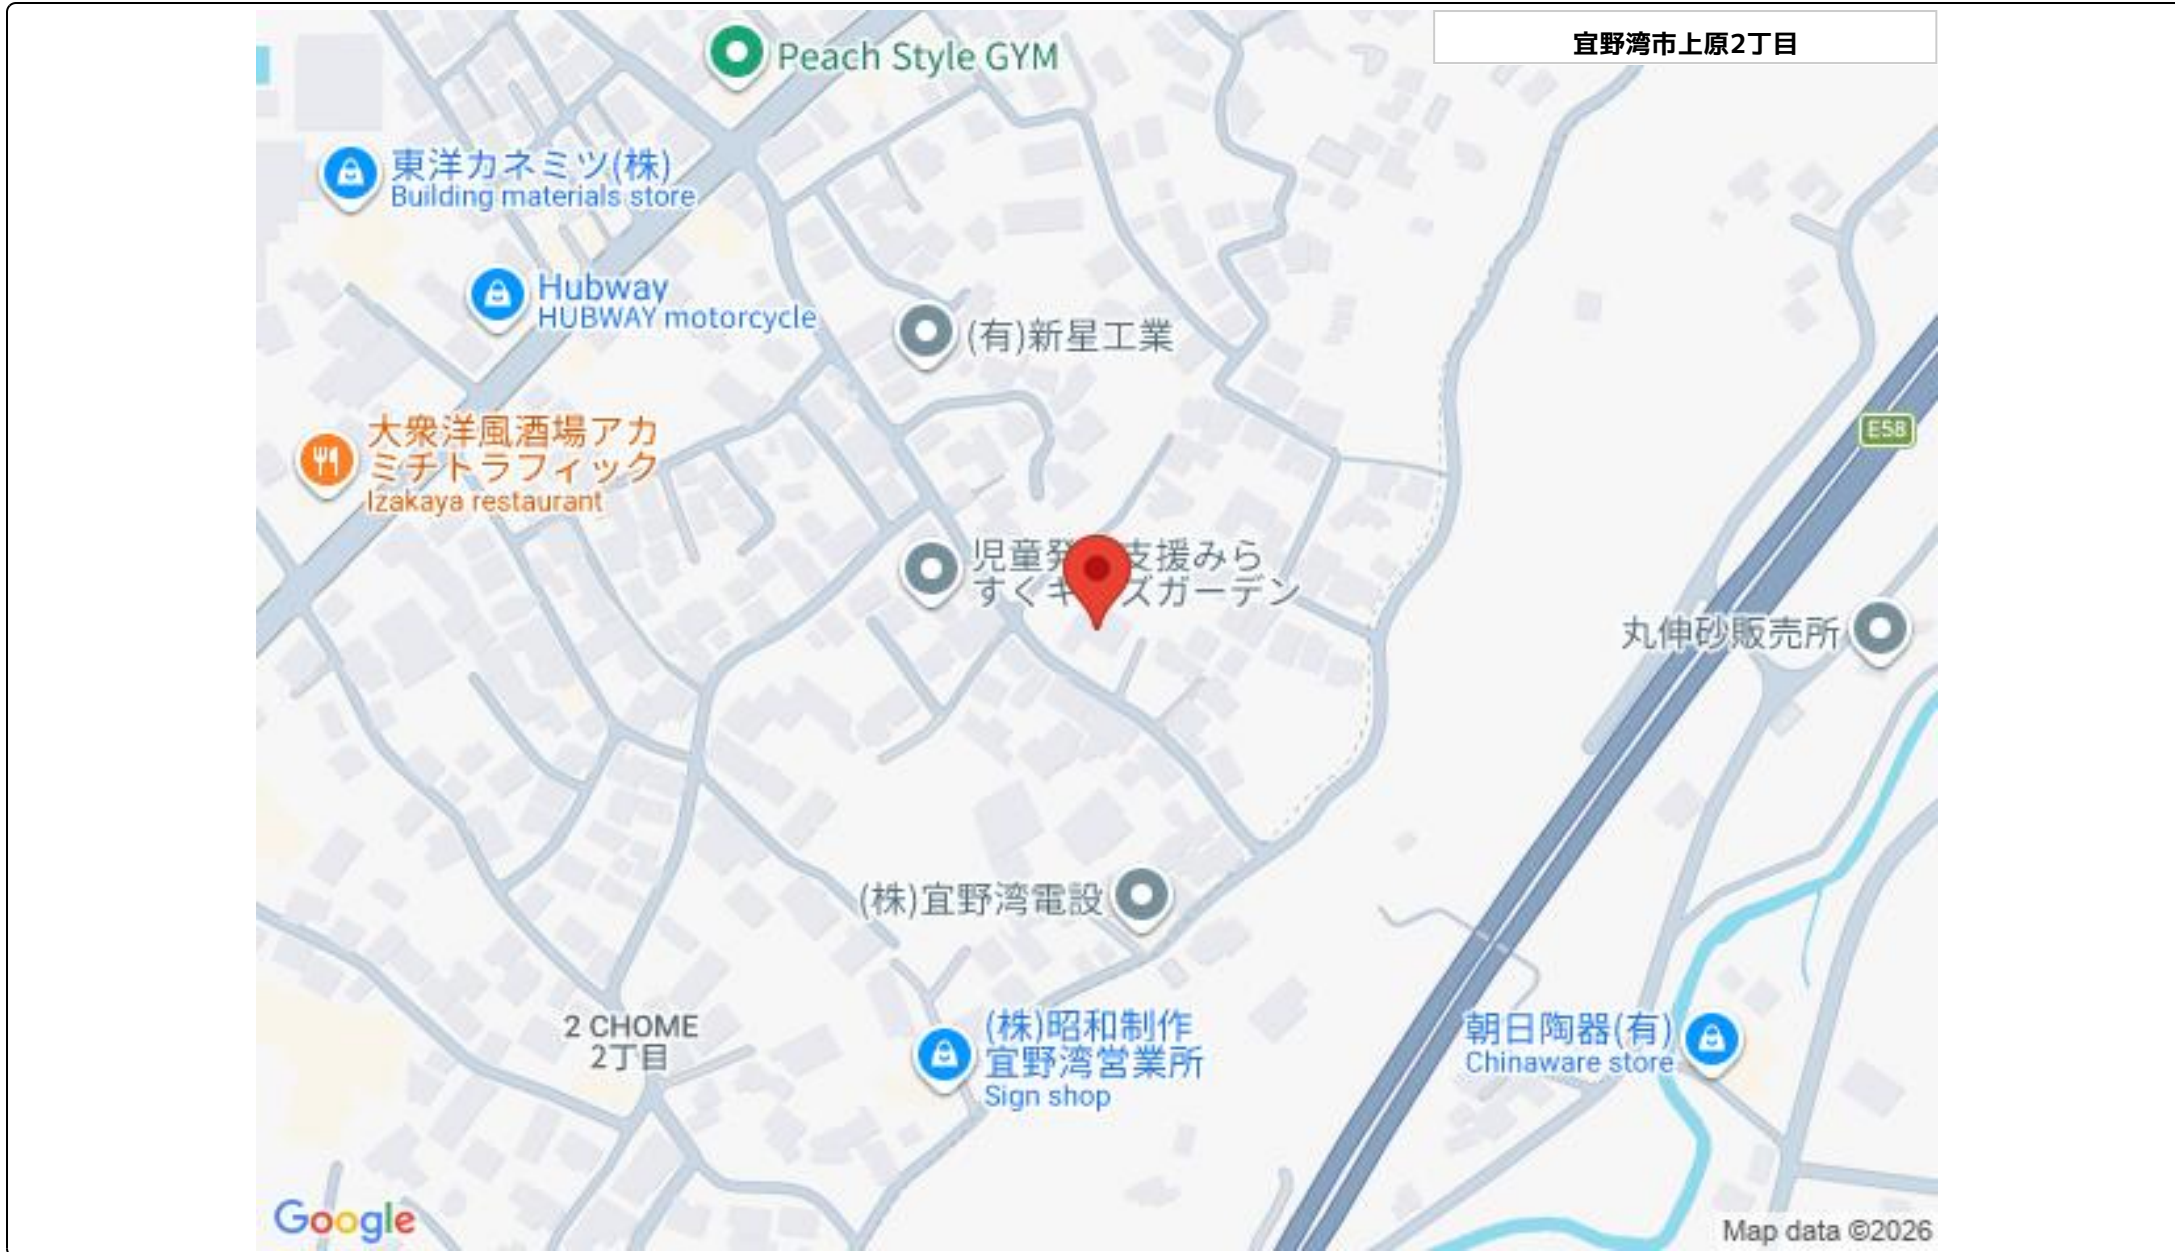 宜野湾市上原2丁目
Peach Style GYM
東洋カネミツ(株)
Building materials store
Hubway
HUBWAY motorcycle
(有)新星工業
大衆洋風酒場アカ
ミチトラフィック
Izakaya restaurant
E58
児童発 支援みら
すくキ ズガーデン
丸伸砂販売所
(株)宜野湾電設
2 CHOME
2丁目
(株)昭和制作
宜野湾営業所
Sign shop
朝日陶器(有)
Chinaware store
Google
Map data ©2026